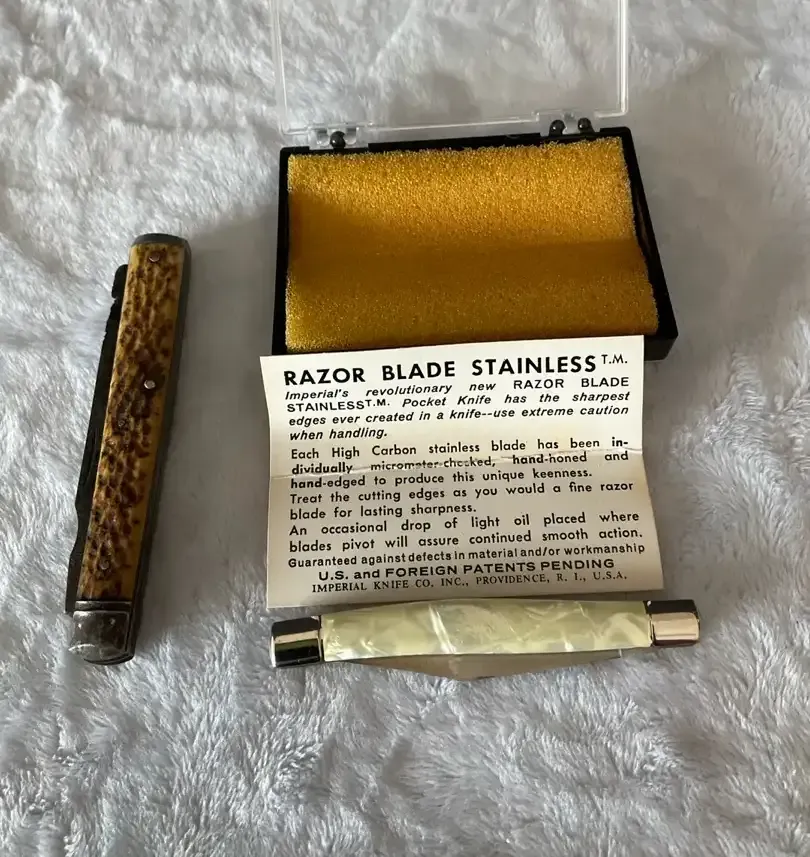 RAZOR BLADE STAINLESS T.M.
Imperial's revolutionary new RAZOR BLADE
STAINLESST.M. Pocket Knife has the sharpest
edges ever created in a knife--use extreme caution
when handling.
Each High Carbon stainless blade has been in-
dividually micrometer-checked, hand-honed and
hand-edged to produce this unique keenness.
Treat the cutting edges as you would a fine razor
blade for lasting sharpness.
An occasional drop of light oil placed where
blades pivot will assure continued smooth action.
Guaranteed against defects in material and/or workmanship
U.S. and FOREIGN PATENTS PENDING
IMPERIAL KNIFE CO. INC., PROVIDENCE, R. I., U.S.A.